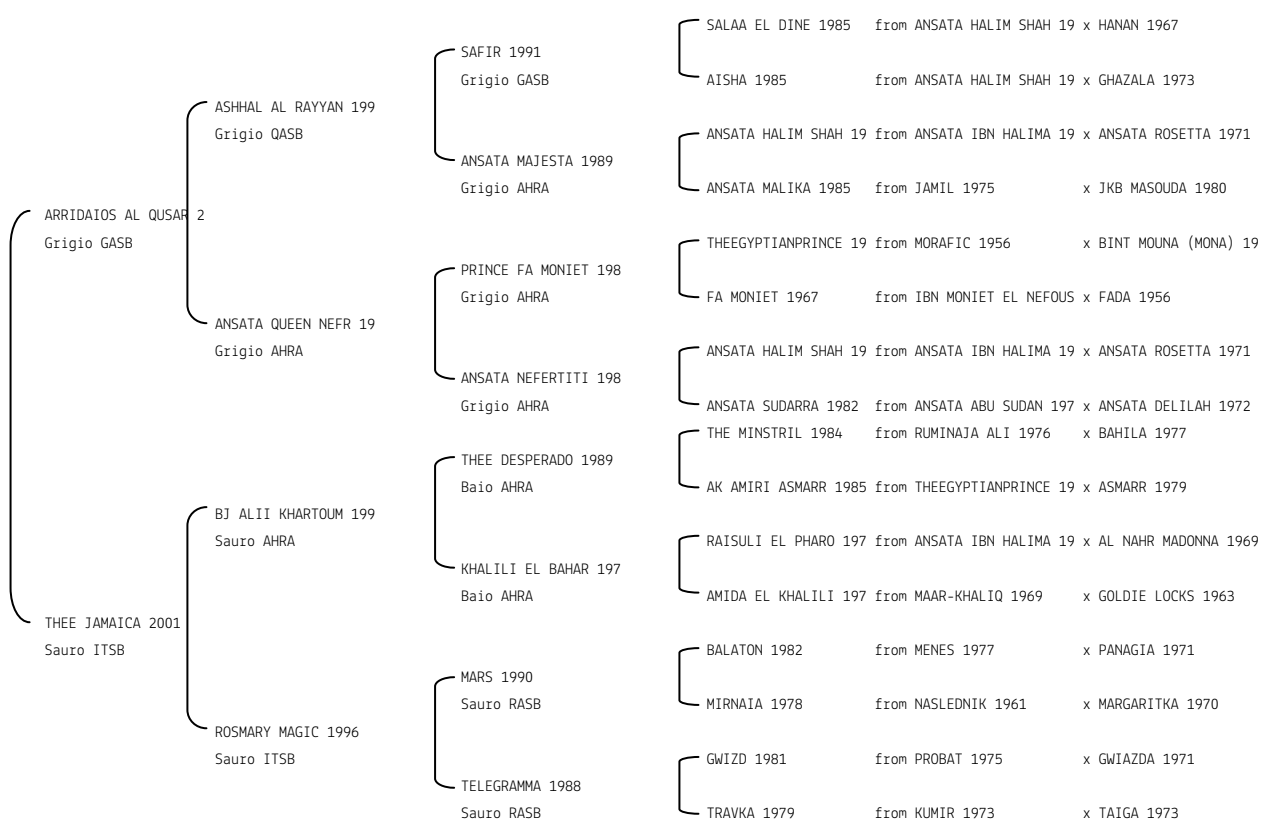 SALAA EL DINE 1985 from ANSATA HALIM SHAH 19 x HANAN 1967
SAFIR 1991
Grigio GASB
AISHA 1985 from ANSATA HALIM SHAH 19 x GHAZALA 1973
ASHHAL AL RAYYAN 199
Grigio QASB
ANSATA HALIM SHAH 19 from ANSATA IBN HALIMA 19 x ANSATA ROSETTA 1971
ANSATA MAJESTA 1989
Grigio AHRA
ANSATA MALIKA 1985 from JAMIL 1975 x JKB MASOUDA 1980
ARRIDAIOS AL QUSAR 2
Grigio GASB
THEEGYPTIANPRINCE 19 from MORAFIC 1956 x BINT MOUNA (MONA) 19
PRINCE FA MONIET 198
Grigio AHRA
FA MONIET 1967 from IBN MONIET EL NEFOUS x FADA 1956
ANSATA QUEEN NEFR 19
Grigio AHRA
ANSATA HALIM SHAH 19 from ANSATA IBN HALIMA 19 x ANSATA ROSETTA 1971
ANSATA NEFERTITI 198
Grigio AHRA
ANSATA SUDARRA 1982 from ANSATA ABU SUDAN 197 x ANSATA DELILAH 1972
THE MINSTRIL 1984 from RUMINAJA ALI 1976 x BAHILA 1977
THEE DESPERADO 1989
Baio AHRA
AK AMIRI ASMARR 1985 from THEEGYPTIANPRINCE 19 x ASMARR 1979
BJ ALII KHARTOUM 199
Sauro AHRA
RAISULI EL PHARO 197 from ANSATA IBN HALIMA 19 x AL NAHR MADONNA 1969
KHALILI EL BAHAR 197
Baio AHRA
AMIDA EL KHALILI 197 from MAAR-KHALIQ 1969 x GOLDIE LOCKS 1963
THEE JAMAICA 2001
Sauro ITSB
BALATON 1982 from MENES 1977 x PANAGIA 1971
MARS 1990
Sauro RASB
MIRNAIA 1978 from NASLEDNIK 1961 x MARGARITKA 1970
ROSMARY MAGIC 1996
Sauro ITSB
GWIZD 1981 from PROBAT 1975 x GWIAZDA 1971
TELEGRAMMA 1988
Sauro RASB
TRAVKA 1979 from KUMIR 1973 x TAIGA 1973